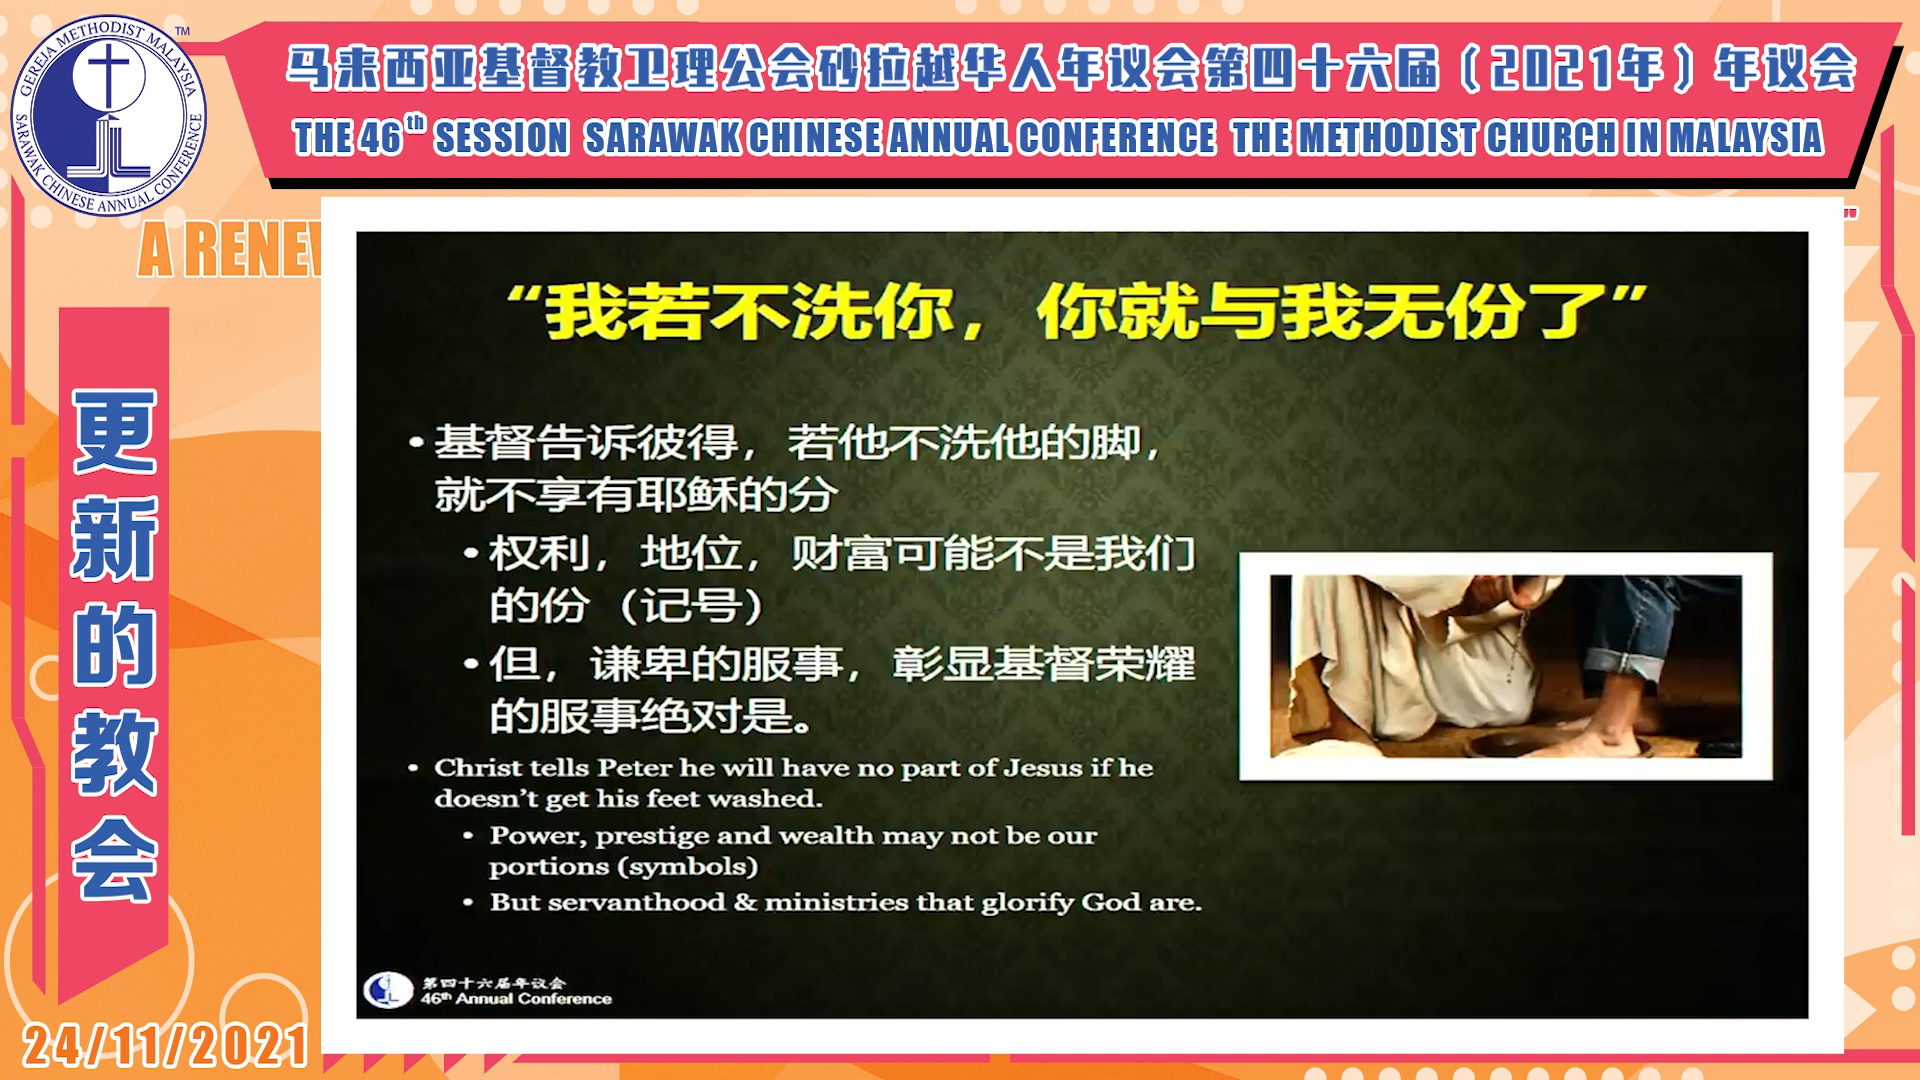 GEREJA METHODIST MALAYSIA
SARAWAK CHINESE ANNUAL CONFERENCE
TM
马来西亚基督教卫理公会砂拉越华人年议会第四十六届（2021年）年议会
THE 46th SESSION SARAWAK CHINESE ANNUAL CONFERENCE THE METHODIST CHURCH IN MALAYSIA
A RENEW
"
更新的教会
“我若不洗你，你就与我无份了”
• 基督告诉彼得，若他不洗他的脚，
就不享有耶稣的分
• 权利，地位，财富可能不是我们
的份（记号）
• 但，谦卑的服事，彰显基督荣耀
的服事绝对是。
• Christ tells Peter he will have no part of Jesus if he
doesn’t get his feet washed.
• Power, prestige and wealth may not be our
portions (symbols)
• But servanthood & ministries that glorify God are.
第四十六届年议会
46th Annual Conference
24/11/2021